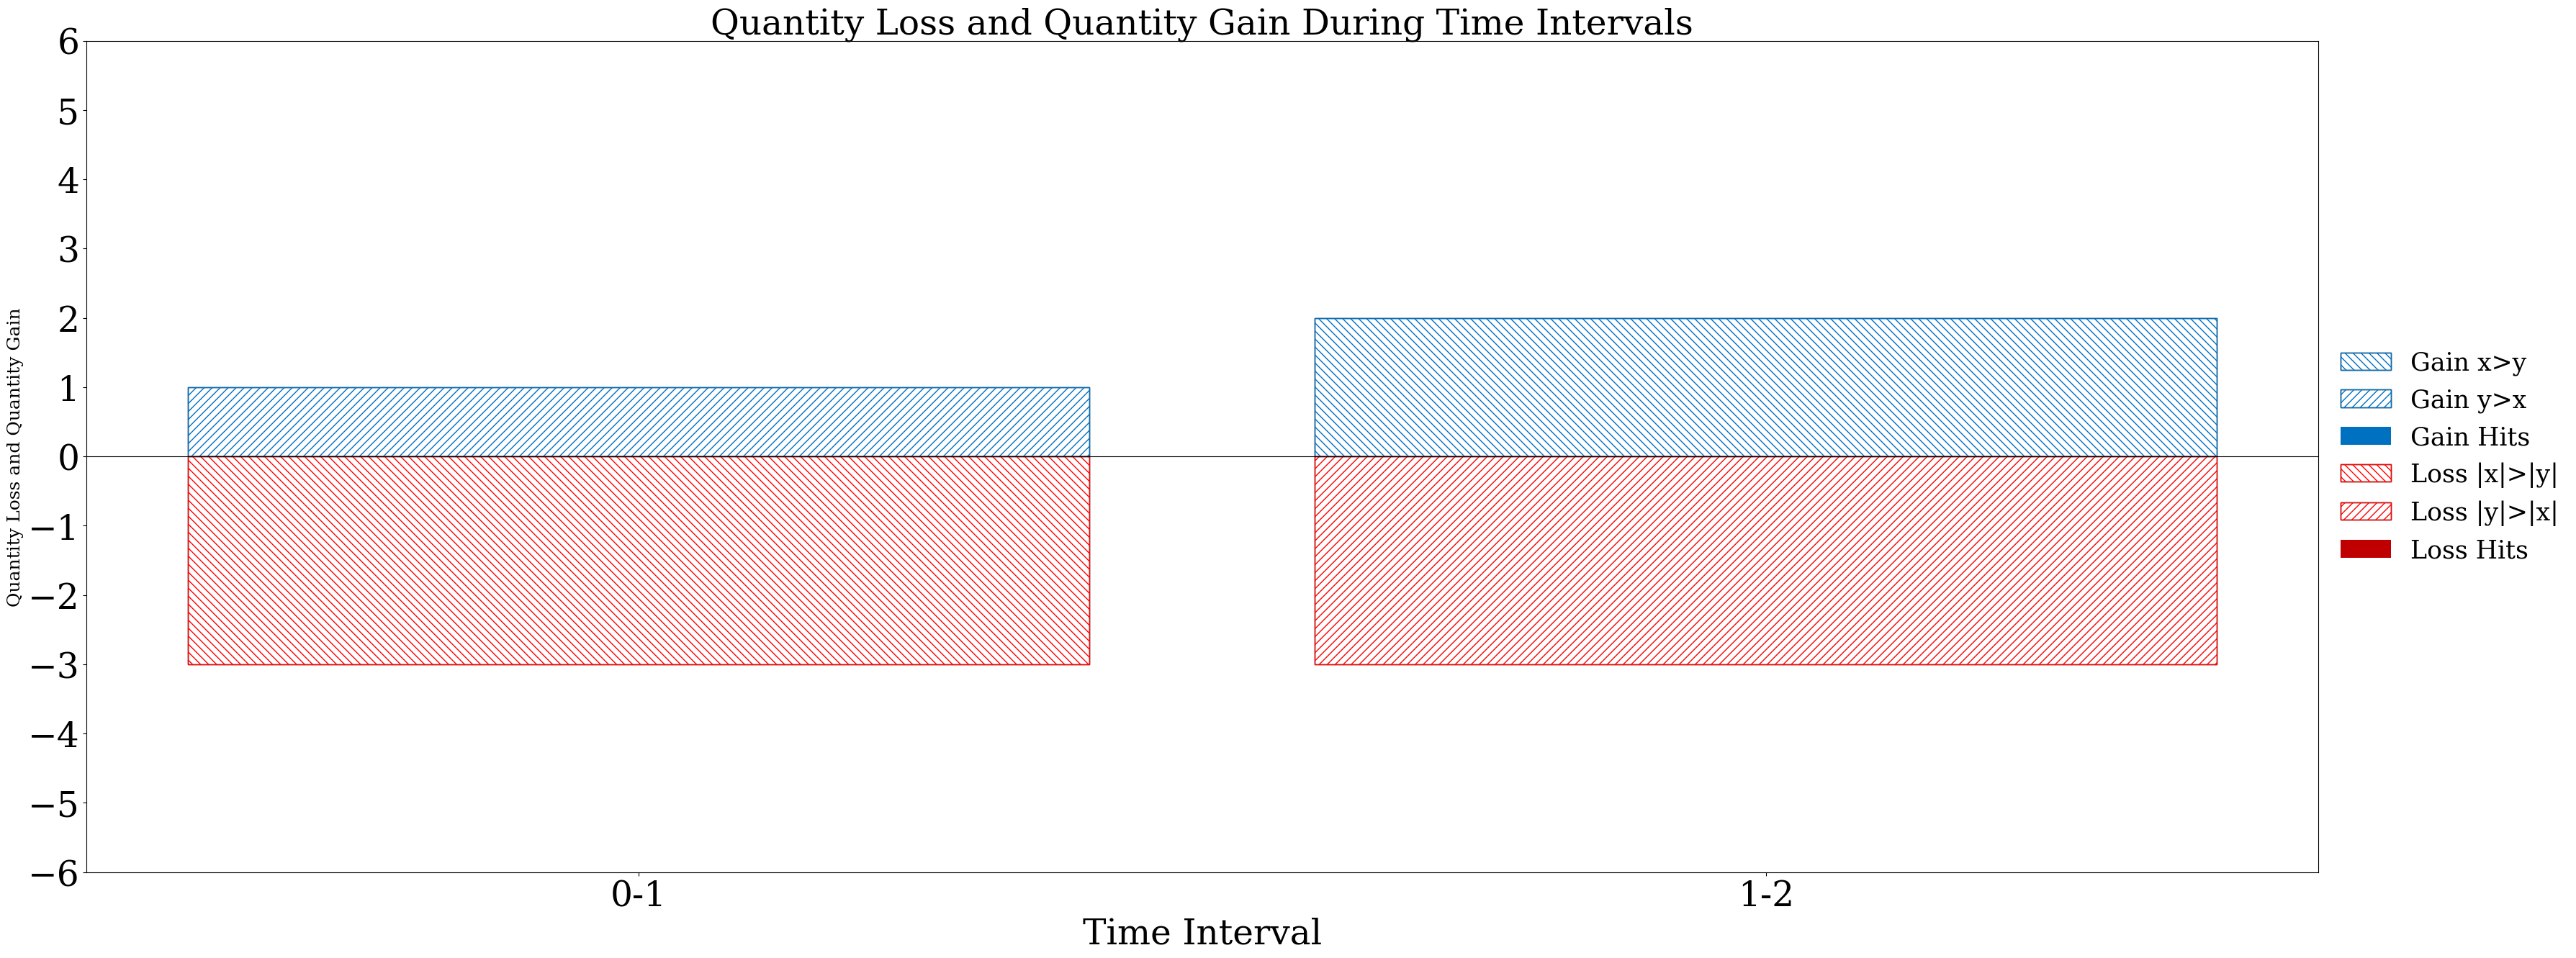 Quantity Loss and Quantity Gain During Time Intervals
Quantity Loss and Quantity Gain
6
5
4
3
2
1
0
−1
−2
−3
−4
−5
−6
0-1
1-2
Time Interval
Gain x>y
Gain y>x
Gain Hits
Loss |x|>|y|
Loss |y|>|x|
Loss Hits